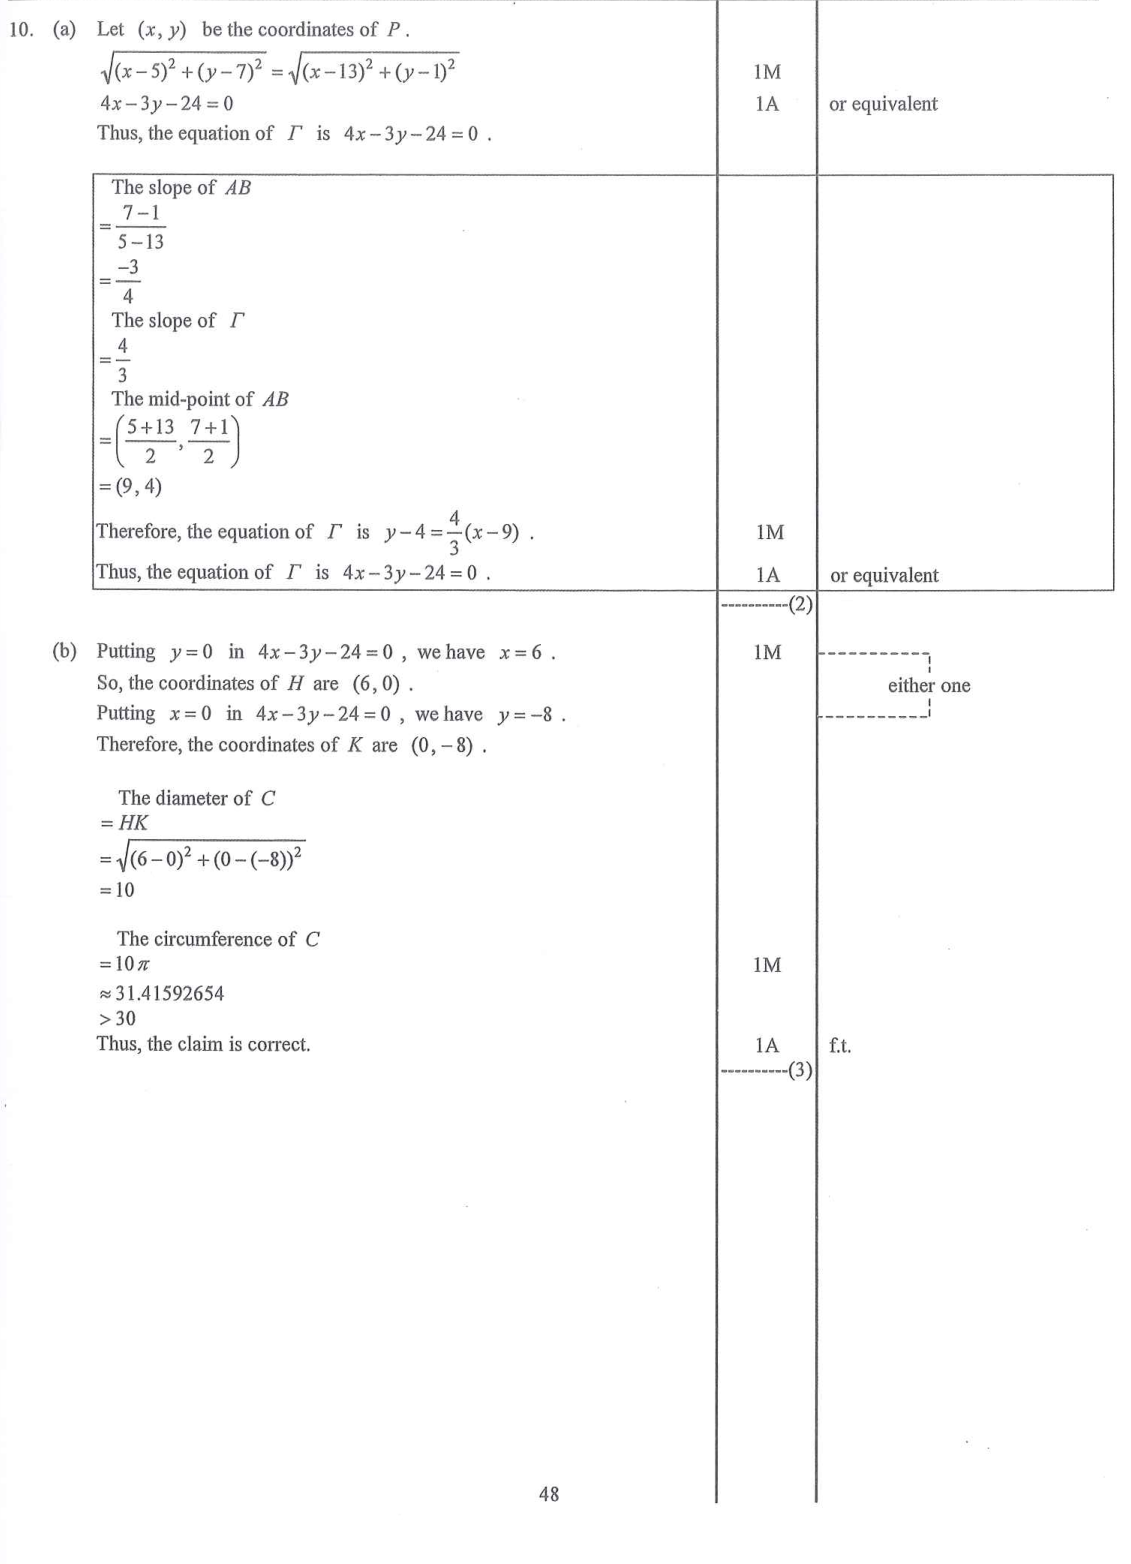 10. (a) Let (x, y) be the coordinates of P .
√((x−5)² + (y−7)²) = √((x−13)² + (y−1)²) 1M
4x−3y−24=0 1A or equivalent
Thus, the equation of Γ is 4x−3y−24=0 .
The slope of AB
= (7−1)/(5−13)
= −3/4
The slope of Γ
= 4/3
The mid-point of AB
= ((5+13)/2, (7+1)/2)
= (9, 4)
Therefore, the equation of Γ is y−4 = 4/3 (x−9) . 1M
Thus, the equation of Γ is 4x−3y−24=0 . 1A or equivalent
----------(2)
(b) Putting y=0 in 4x−3y−24=0 , we have x=6 . 1M
So, the coordinates of H are (6, 0) . either one
Putting x=0 in 4x−3y−24=0 , we have y=−8 .
Therefore, the coordinates of K are (0, −8) .
The diameter of C
= HK
= √((6−0)² + (0−(−8))²)
= 10
The circumference of C
= 10π 1M
≈ 31.41592654
> 30
Thus, the claim is correct. 1A f.t.
----------(3)
48